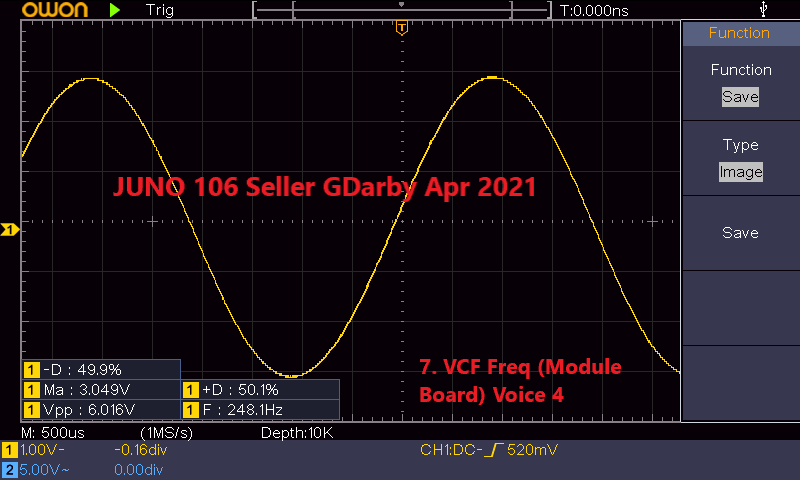 owon Trig T:0.000ns
T
Function
Function
Save
Type
Image
Save
JUNO 106 Seller GDarby Apr 2021
1
7. VCF Freq (Module
Board) Voice 4
1 -D : 49.9%
1 Ma : 3.049V 1 +D : 50.1%
1 Vpp : 6.016V 1 F : 248.1Hz
M: 500us (1MS/s) Depth:10K
1 1.00V- -0.16div CH1:DC- 520mV
2 5.00V~ 0.00div